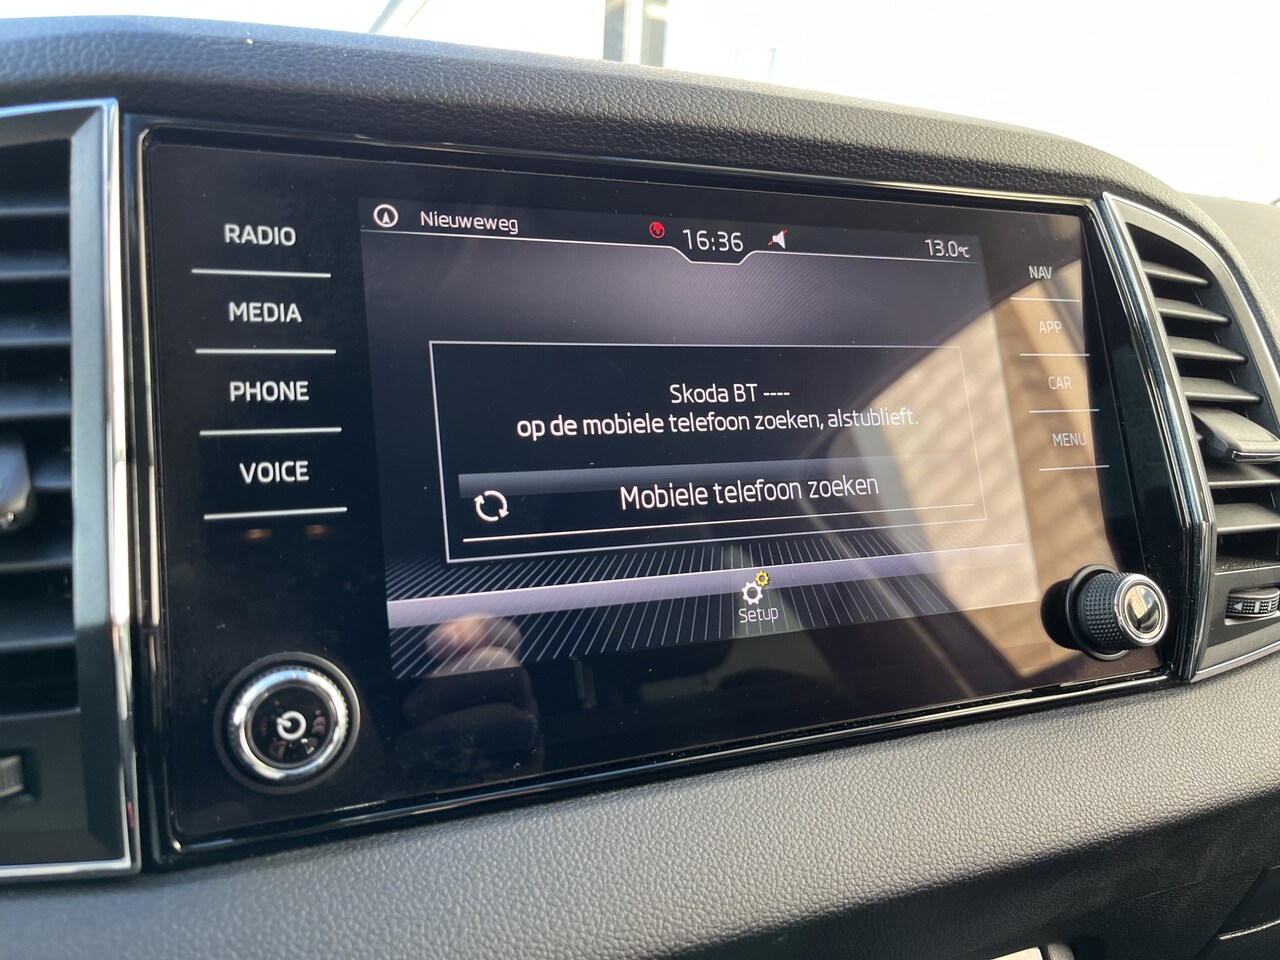 RADIO
MEDIA
PHONE
VOICE
Nieuweweg
16:36
13.0°C
Skoda BT ----
op de mobiele telefoon zoeken, alstublieft.
Mobiele telefoon zoeken
Setup
NAV
APP
CAR
MENU